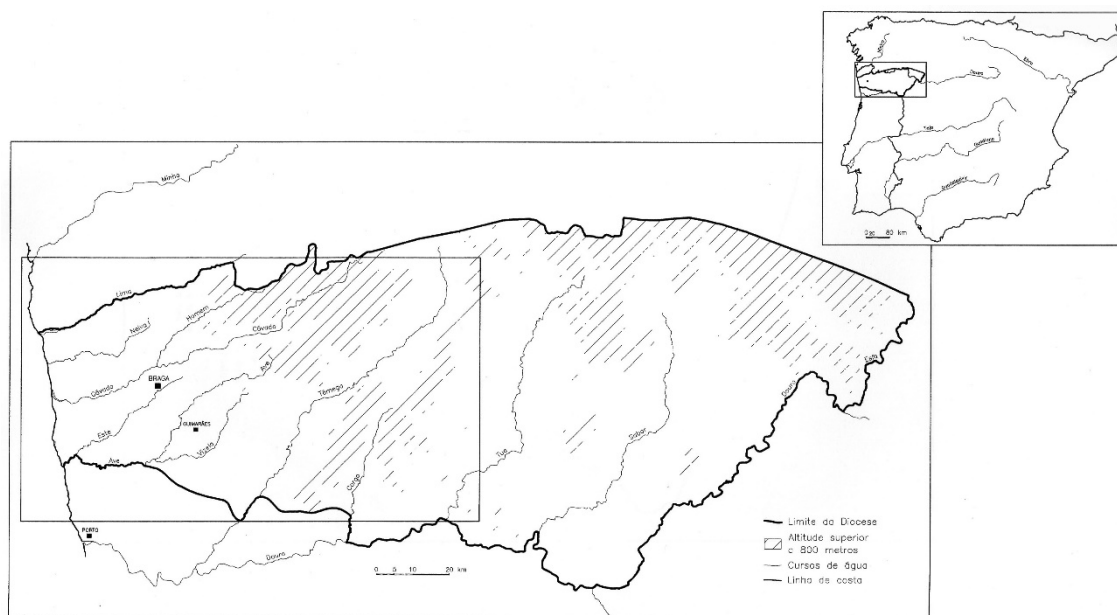 Minho
Ebro
Douro
Tejo
Guadiana
Guadalquivir
0 20 80 km
Minho
Lima
Neiva
Homem
Cávado
Cávado
BRAGA
Ave
Este
GUIMARÃES
Vizela
Ave
Tâmega
Corgo
Tua
Sabor
Douro
Esla
PORTO
Douro
0 5 10 20 km
Limite da Diocese
Altitude superior
a 800 metros
Cursos de água
Linha de costa